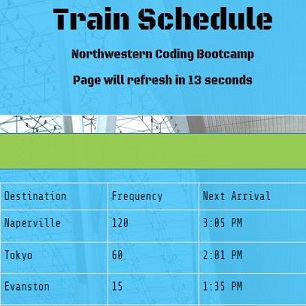 Train Schedule
Northwestern Coding Bootcamp
Page will refresh in 13 seconds
Destination Frequency Next Arrival
Naperville 120 3:05 PM
Tokyo 60 2:01 PM
Evanston 15 1:35 PM